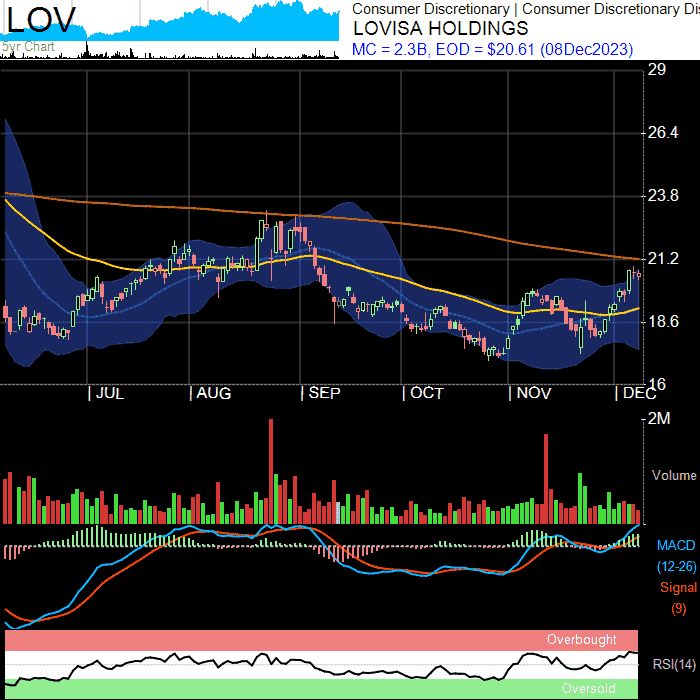 LOV
5yr Chart
Consumer Discretionary | Consumer Discretionary Dis
LOVISA HOLDINGS
MC = 2.3B, EOD = $20.61 (08Dec2023)
29
26.4
23.8
21.2
18.6
16
| JUL | AUG | SEP | OCT | NOV | DEC
2M
Volume
MACD
(12-26)
Signal
(9)
Overbought
RSI(14)
Oversold